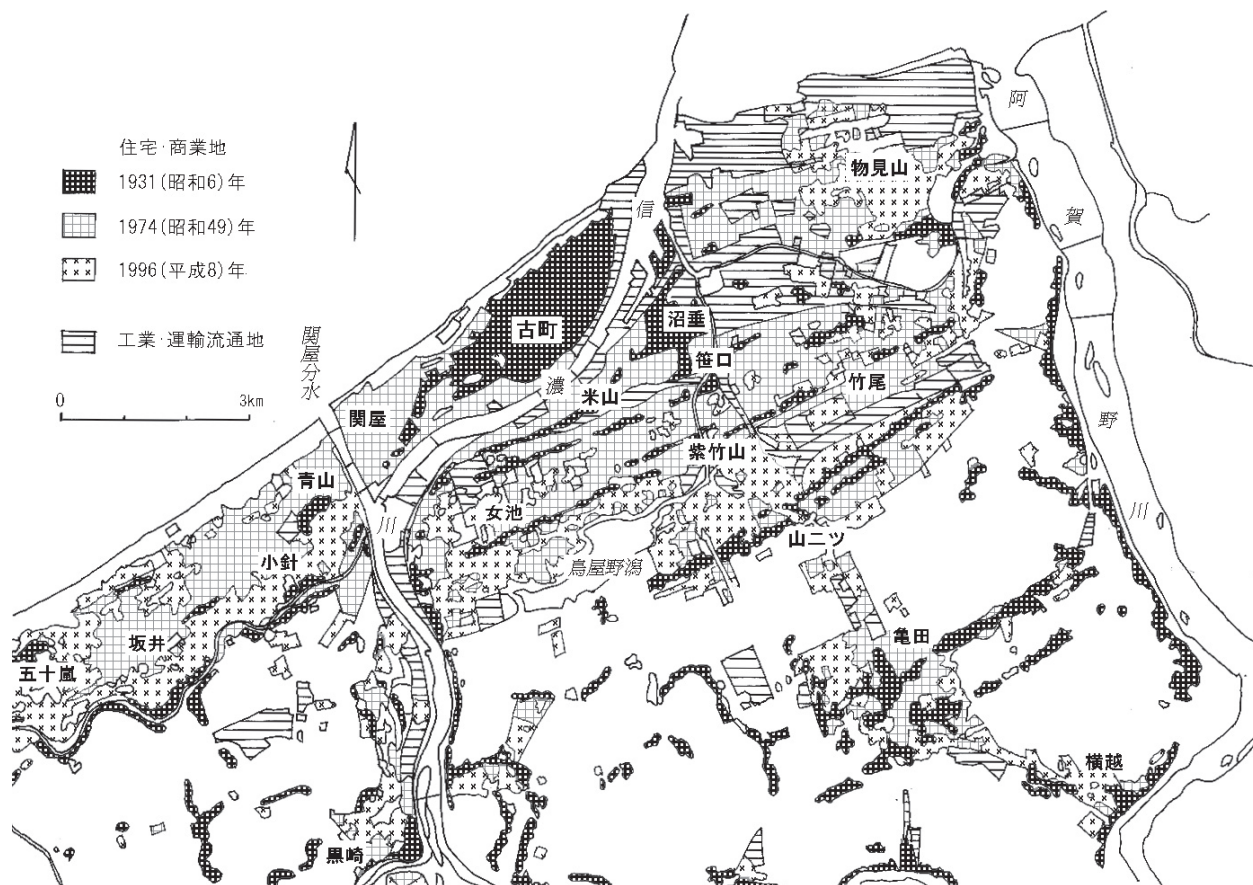 住宅・商業地
1931(昭和6)年
1974(昭和49)年
1996(平成8)年
工業・運輸流通地
0 3km
阿賀野川
物見山
信濃川
古町
沼垂
笹口
関屋分水
米山
竹尾
関屋
紫竹山
青山
女池
山二ツ
小針
鳥屋野潟
亀田
坂井
五十嵐
横越
黒崎